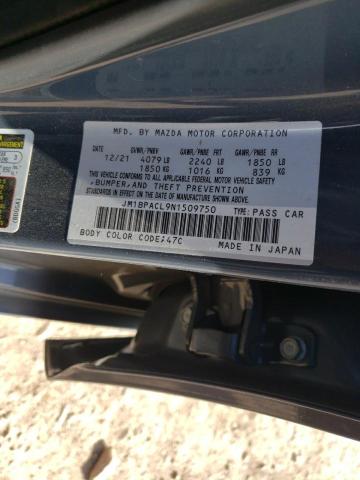 MFD. BY MAZDA MOTOR CORPORATION
12/21 GVWR/PNBV GAWR/PNBE FRT GAWR/PNBE RR
4079 LB 2240 LB 1850 LB
1850 KG 1016 KG 839 KG
THIS VEHICLE CONFORMS TO ALL APPLICABLE FEDERAL MOTOR VEHICLE SAFETY
, BUMPER, AND THEFT PREVENTION
STANDARDS IN EFFECT ON THE DATE OF MANUFACTURE SHOWN ABOVE.
JM1BPACL9N1509750 TYPE: PASS CAR
BODY COLOR CODE: 47C MADE IN JAPAN